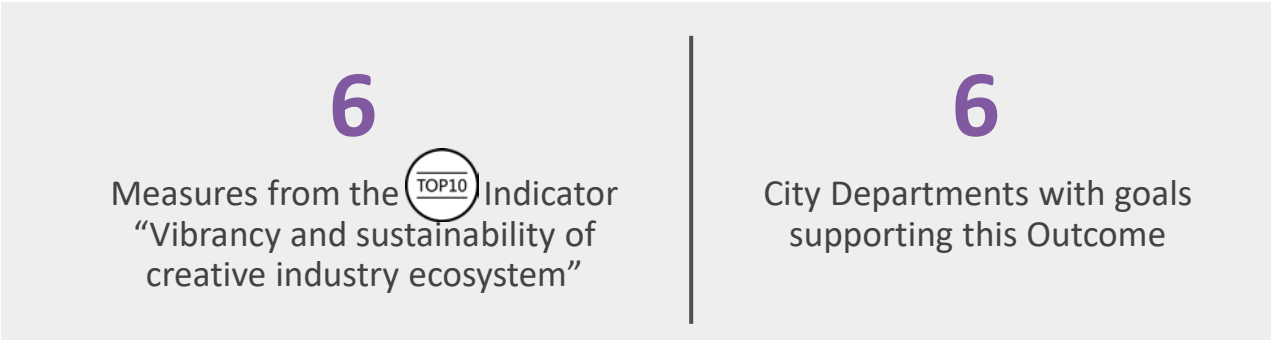 6
Measures from the TOP10 Indicator
“Vibrancy and sustainability of
creative industry ecosystem”
6
City Departments with goals
supporting this Outcome